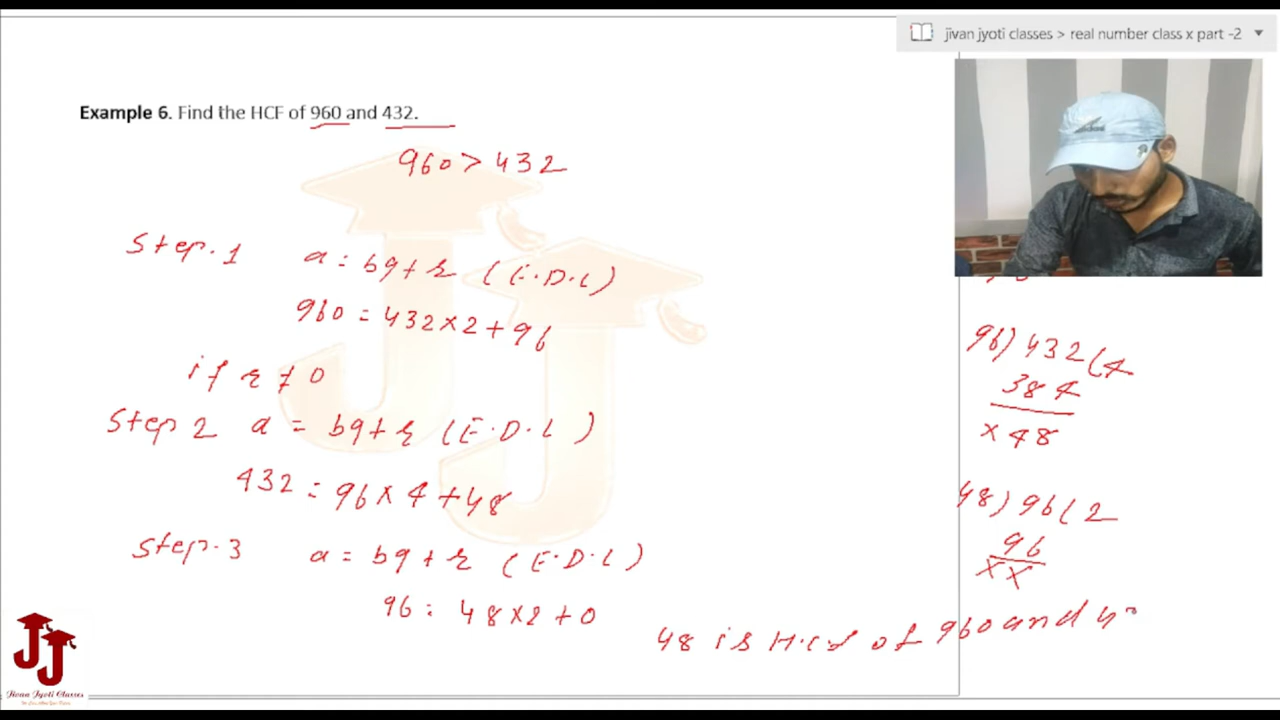 jivan jyoti classes > real number class x part -2
Example 6. Find the HCF of 960 and 432.
960 > 432
Step.1 a = bq + r (E.D.L)
960 = 432 × 2 + 96
if r ≠ 0
Step 2 a = bq + r (E.D.L)
432 = 96 × 4 + 48
Step.3 a = bq + r (E.D.L)
96 = 48 × 2 + 0
96) 432 (4
384
× 48
48) 96 ( 2
96
× ×
48 is H.C.f of 960 and
JJ
Jivan Jyoti Classes